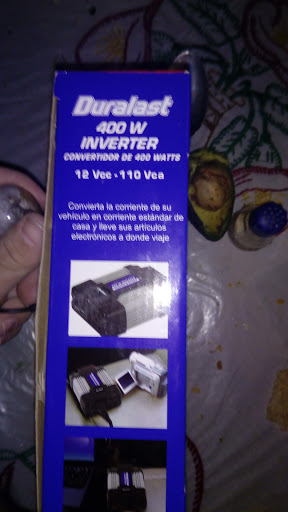 Duralast
400 W
INVERTER
CONVERTIDOR DE 400 WATTS
12 Vcc - 110 Vca
Convierta la corriente de su
vehículo en corriente estándar de
casa y lleve sus artículos
electrónicos a donde viaje